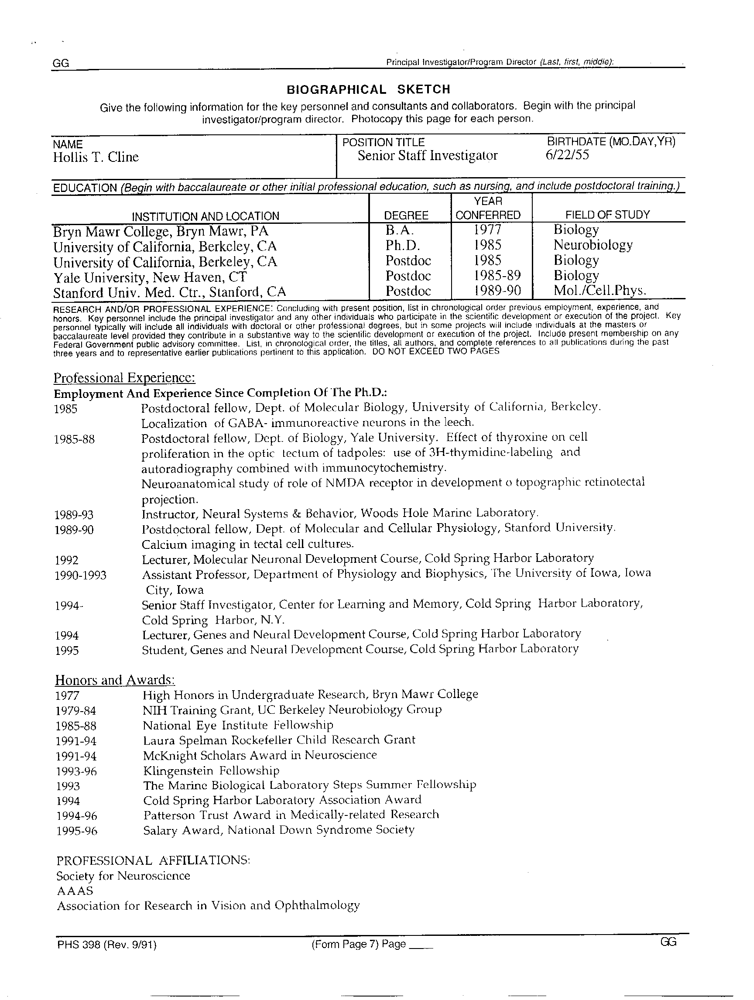 GG
Principal Investigator/Program Director (Last, first, middle):
BIOGRAPHICAL SKETCH
Give the following information for the key personnel and consultants and collaborators. Begin with the principal
investigator/program director. Photocopy this page for each person.
NAME POSITION TITLE BIRTHDATE (MO.DAY,YR)
Hollis T. Cline Senior Staff Investigator 6/22/55
EDUCATION (Begin with baccalaureate or other initial professional education, such as nursing, and include postdoctoral training.)
INSTITUTION AND LOCATION DEGREE YEAR CONFERRED FIELD OF STUDY
Bryn Mawr College, Bryn Mawr, PA B.A. 1977 Biology
University of California, Berkeley, CA Ph.D. 1985 Neurobiology
University of California, Berkeley, CA Postdoc 1985 Biology
Yale University, New Haven, CT Postdoc 1985-89 Biology
Stanford Univ. Med. Ctr., Stanford, CA Postdoc 1989-90 Mol./Cell.Phys.
RESEARCH AND/OR PROFESSIONAL EXPERIENCE: Concluding with present position, list in chronological order previous employment, experience, and
honors. Key personnel include the principal investigator and any other individuals who participate in the scientific development or execution of the project. Key
personnel typically will include all individuals with doctoral or other professional degrees, but in some projects will include individuals at the masters or
baccalaureate level provided they contribute in a substantive way to the scientific development or execution of the project. Include present membership on any
Federal Government public advisory committee. List, in chronological order, the titles, all authors, and complete references to all publications during the past
three years and to representative earlier publications pertinent to this application. DO NOT EXCEED TWO PAGES
Professional Experience:
Employment And Experience Since Completion Of The Ph.D.:
1985 Postdoctoral fellow, Dept. of Molecular Biology, University of California, Berkeley.
Localization of GABA- immunoreactive neurons in the leech.
1985-88 Postdoctoral fellow, Dept. of Biology, Yale University. Effect of thyroxine on cell
proliferation in the optic tectum of tadpoles: use of 3H-thymidine-labeling and
autoradiography combined with immunocytochemistry.
Neuroanatomical study of role of NMDA receptor in development o topographic retinotectal
projection.
1989-93 Instructor, Neural Systems & Behavior, Woods Hole Marine Laboratory.
1989-90 Postdoctoral fellow, Dept. of Molecular and Cellular Physiology, Stanford University.
Calcium imaging in tectal cell cultures.
1992 Lecturer, Molecular Neuronal Development Course, Cold Spring Harbor Laboratory
1990-1993 Assistant Professor, Department of Physiology and Biophysics, The University of Iowa, Iowa
City, Iowa
1994- Senior Staff Investigator, Center for Learning and Memory, Cold Spring Harbor Laboratory,
Cold Spring Harbor, N.Y.
1994 Lecturer, Genes and Neural Development Course, Cold Spring Harbor Laboratory
1995 Student, Genes and Neural Development Course, Cold Spring Harbor Laboratory
Honors and Awards:
1977 High Honors in Undergraduate Research, Bryn Mawr College
1979-84 NIH Training Grant, UC Berkeley Neurobiology Group
1985-88 National Eye Institute Fellowship
1991-94 Laura Spelman Rockefeller Child Research Grant
1991-94 McKnight Scholars Award in Neuroscience
1993-96 Klingenstein Fellowship
1993 The Marine Biological Laboratory Steps Summer Fellowship
1994 Cold Spring Harbor Laboratory Association Award
1994-96 Patterson Trust Award in Medically-related Research
1995-96 Salary Award, National Down Syndrome Society
PROFESSIONAL AFFILIATIONS:
Society for Neuroscience
AAAS
Association for Research in Vision and Ophthalmology
PHS 398 (Rev. 9/91) (Form Page 7) Page ____ GG